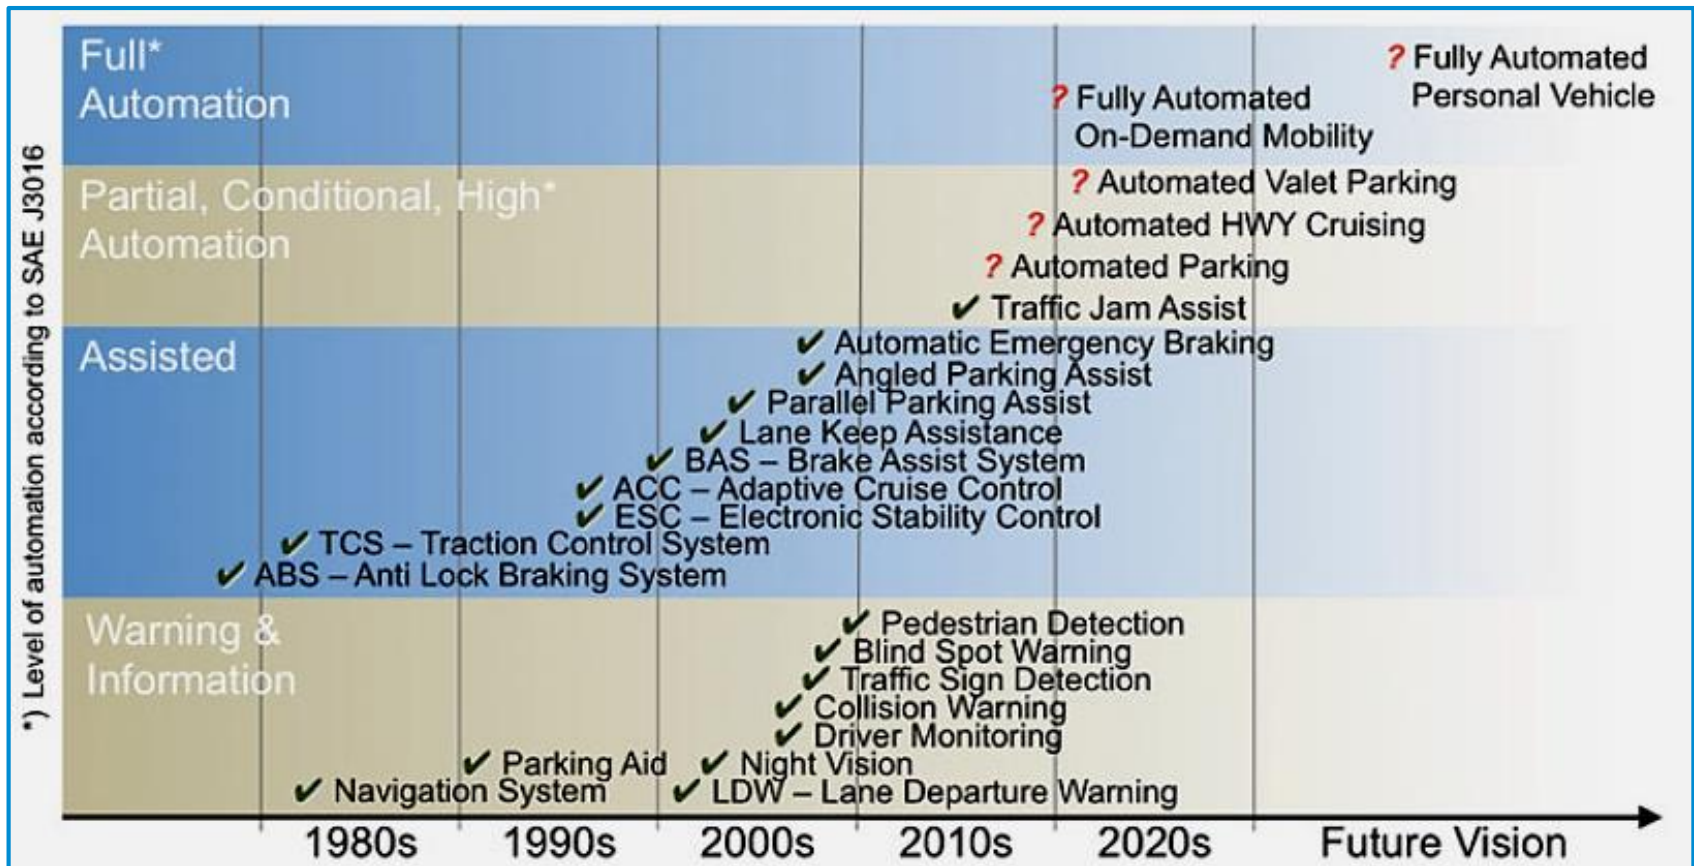 *) Level of automation according to SAE J3016
Full*
Automation
? Fully Automated
Personal Vehicle
? Fully Automated
On-Demand Mobility
Partial, Conditional, High*
Automation
? Automated Valet Parking
? Automated HWY Cruising
? Automated Parking
✔ Traffic Jam Assist
Assisted
✔ Automatic Emergency Braking
✔ Angled Parking Assist
✔ Parallel Parking Assist
✔ Lane Keep Assistance
✔ BAS – Brake Assist System
✔ ACC – Adaptive Cruise Control
✔ ESC – Electronic Stability Control
✔ TCS – Traction Control System
✔ ABS – Anti Lock Braking System
Warning &
Information
✔ Pedestrian Detection
✔ Blind Spot Warning
✔ Traffic Sign Detection
✔ Collision Warning
✔ Driver Monitoring
✔ Parking Aid ✔ Night Vision
✔ Navigation System ✔ LDW – Lane Departure Warning
1980s 1990s 2000s 2010s 2020s Future Vision